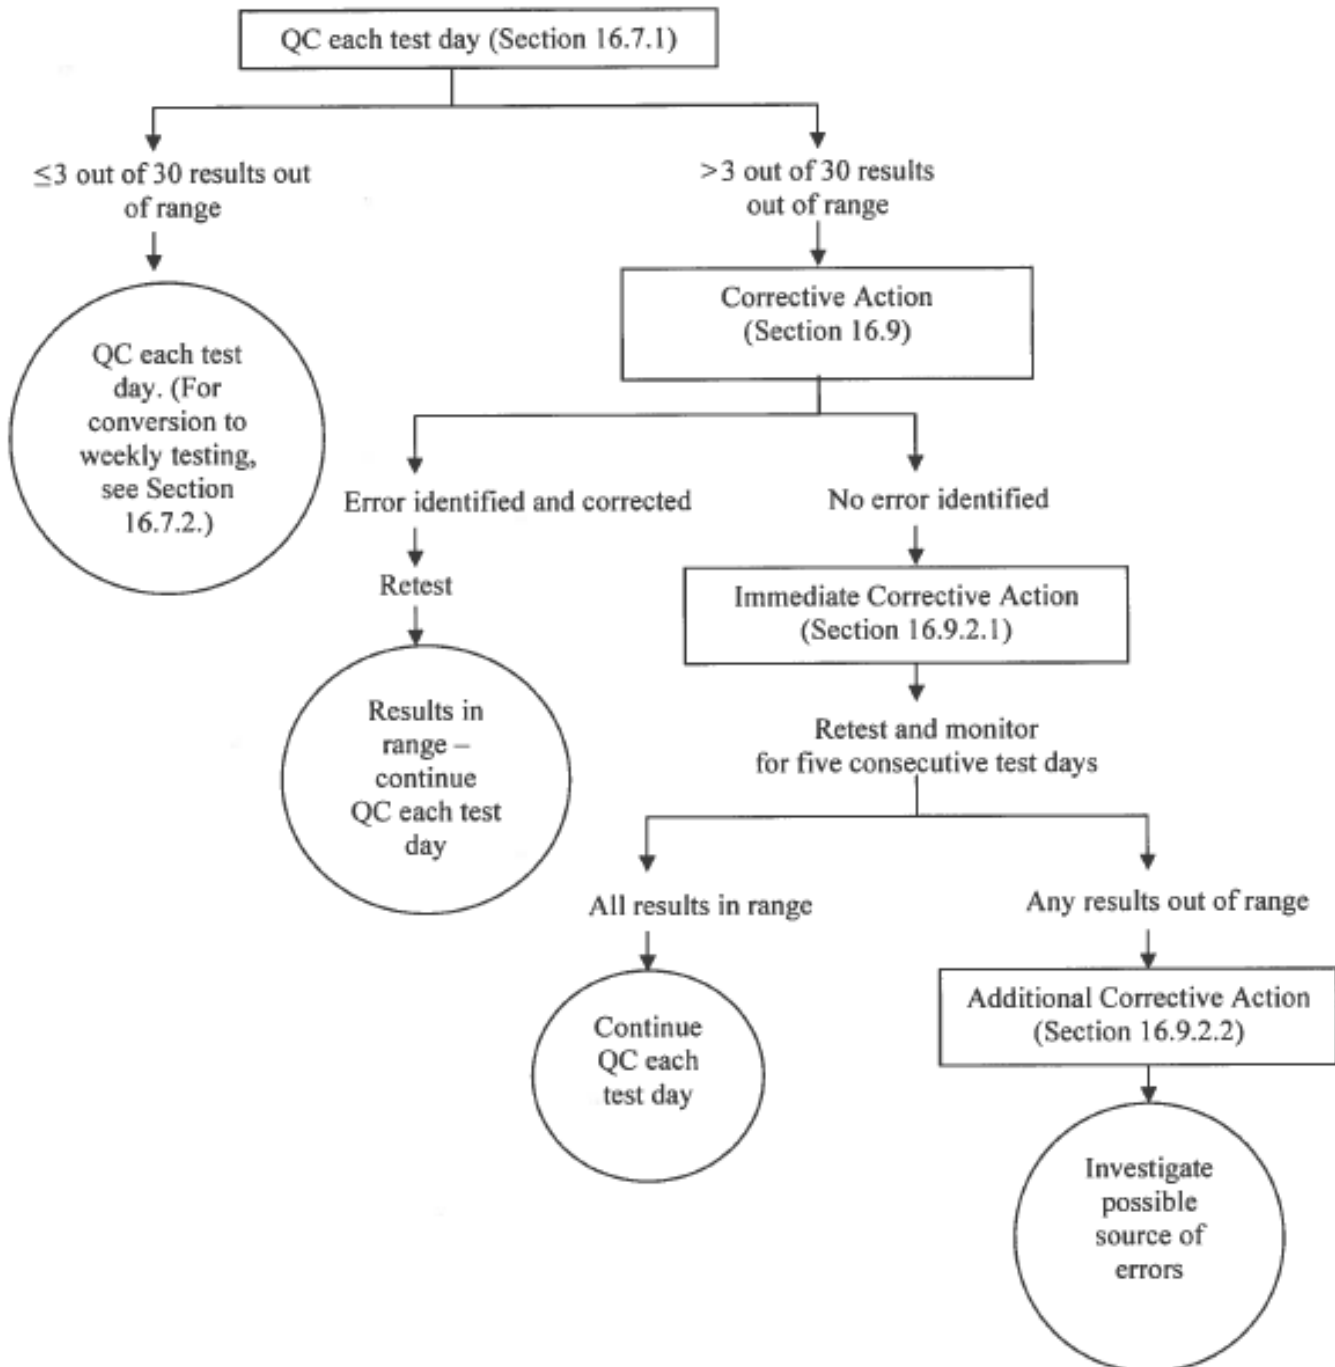 QC each test day (Section 16.7.1)
≤3 out of 30 results out
of range
>3 out of 30 results
out of range
Corrective Action
(Section 16.9)
QC each test
day. (For
conversion to
weekly testing,
see Section
16.7.2.)
Error identified and corrected
No error identified
Retest
Immediate Corrective Action
(Section 16.9.2.1)
Results in
range –
continue
QC each test
day
Retest and monitor
for five consecutive test days
All results in range
Any results out of range
Continue
QC each
test day
Additional Corrective Action
(Section 16.9.2.2)
Investigate
possible
source of
errors